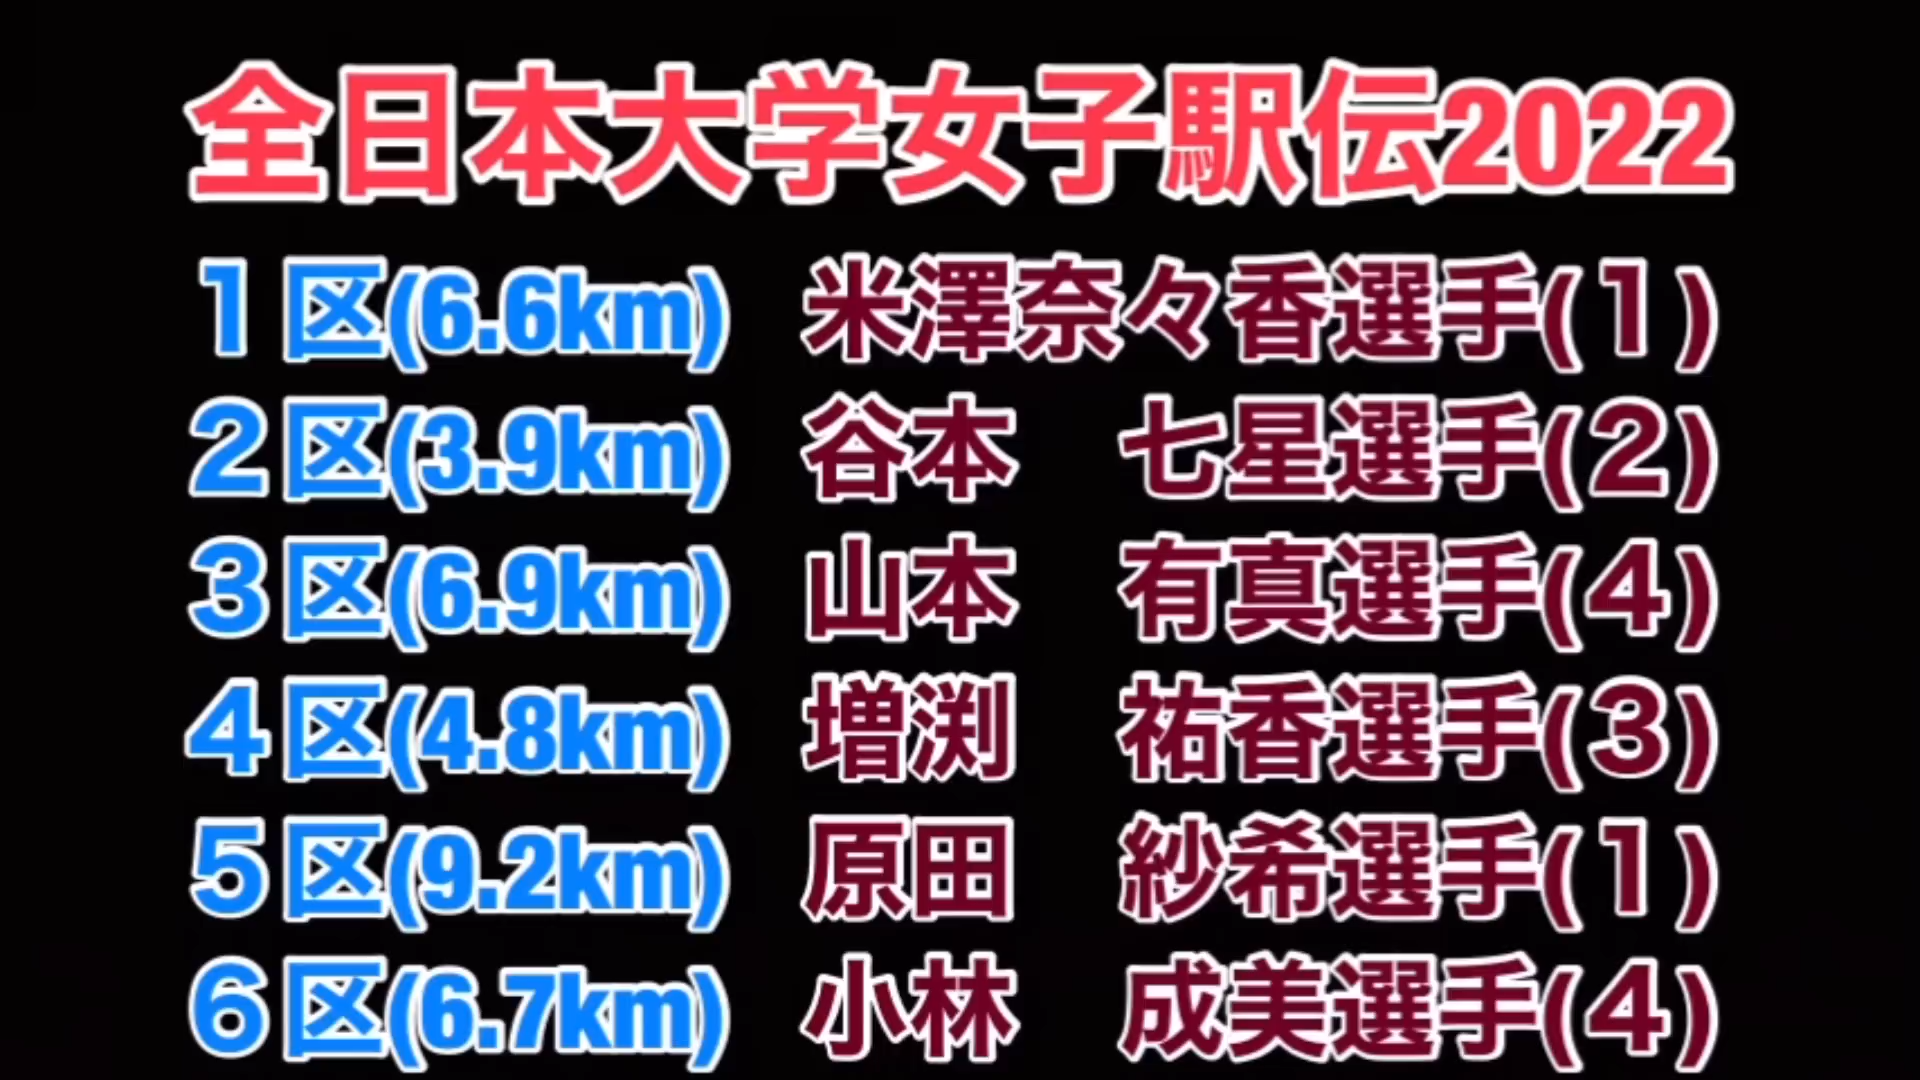 全日本大学女子駅伝2022
１区(6.6km)　米澤奈々香選手(１)
２区(3.9km)　谷本　七星選手(２)
３区(6.9km)　山本　有真選手(４)
４区(4.8km)　増渕　祐香選手(３)
５区(9.2km)　原田　紗希選手(１)
６区(6.7km)　小林　成美選手(４)